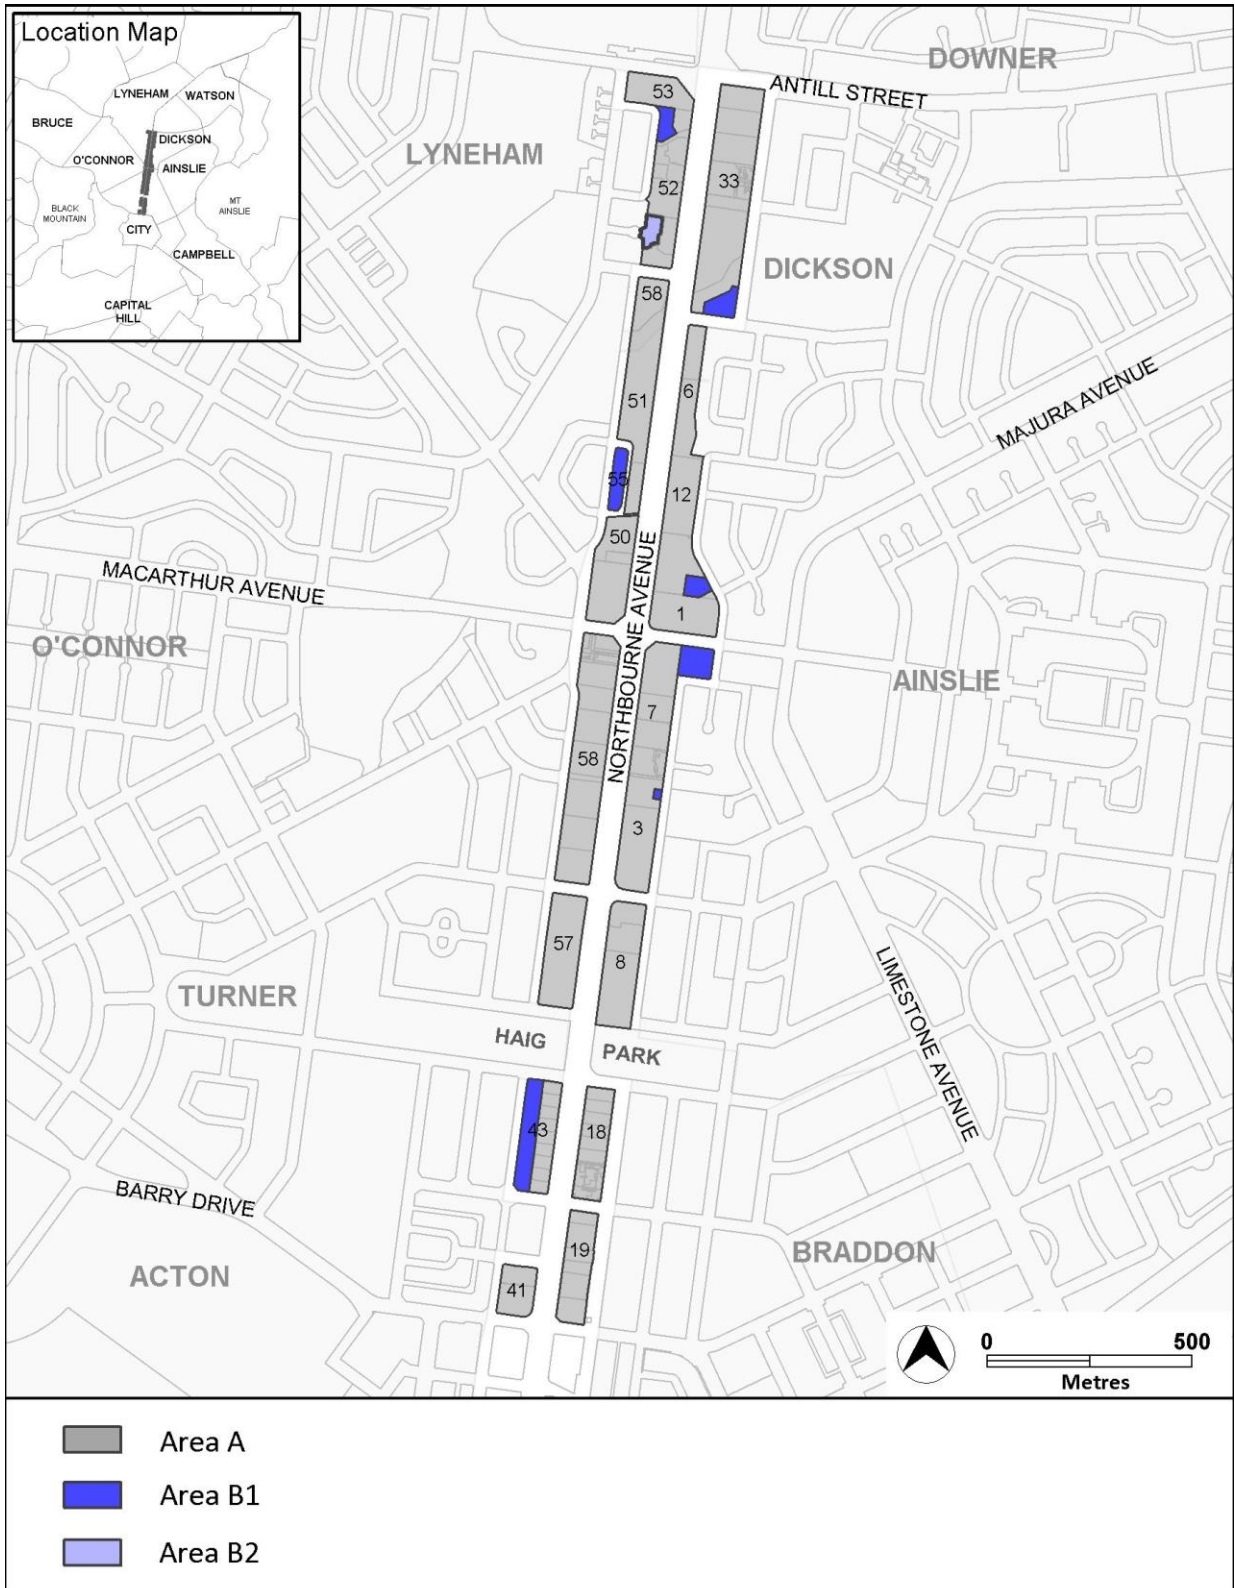 Location Map
LYNEHAM
WATSON
BRUCE
DICKSON
O'CONNOR
AINSLIE
BLACK
MOUNTAIN
MT
AINSLIE
CITY
CAMPBELL
CAPITAL
HILL
DOWNER
ANTILL STREET
53
LYNEHAM
52
33
DICKSON
58
6
51
MAJURA AVENUE
55
12
50
NORTHBOURNE AVENUE
MACARTHUR AVENUE
1
O'CONNOR
AINSLIE
7
58
3
57
8
LIMESTONE AVENUE
TURNER
HAIG
PARK
43
18
BARRY DRIVE
19
BRADDON
ACTON
41
0
500
Metres
Area A
Area B1
Area B2